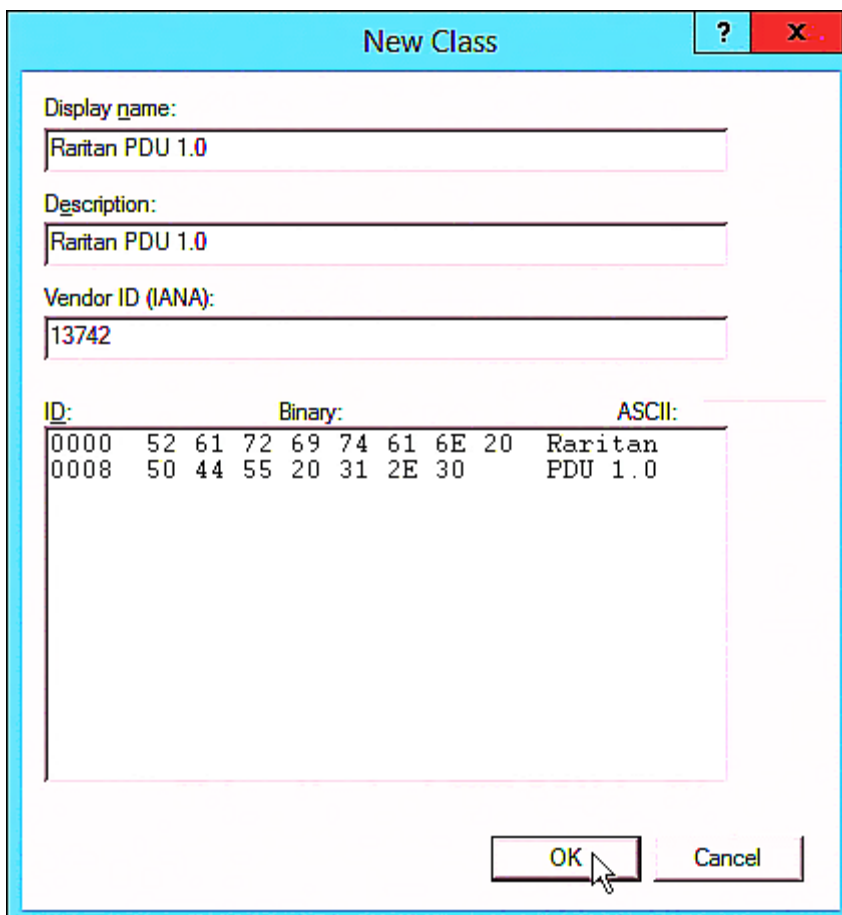 New Class
?
x
Display name:
Raritan PDU 1.0
Description:
Raritan PDU 1.0
Vendor ID (IANA):
13742
ID: Binary: ASCII:
0000 52 61 72 69 74 61 6E 20 Raritan
0008 50 44 55 20 31 2E 30 PDU 1.0
OK
Cancel